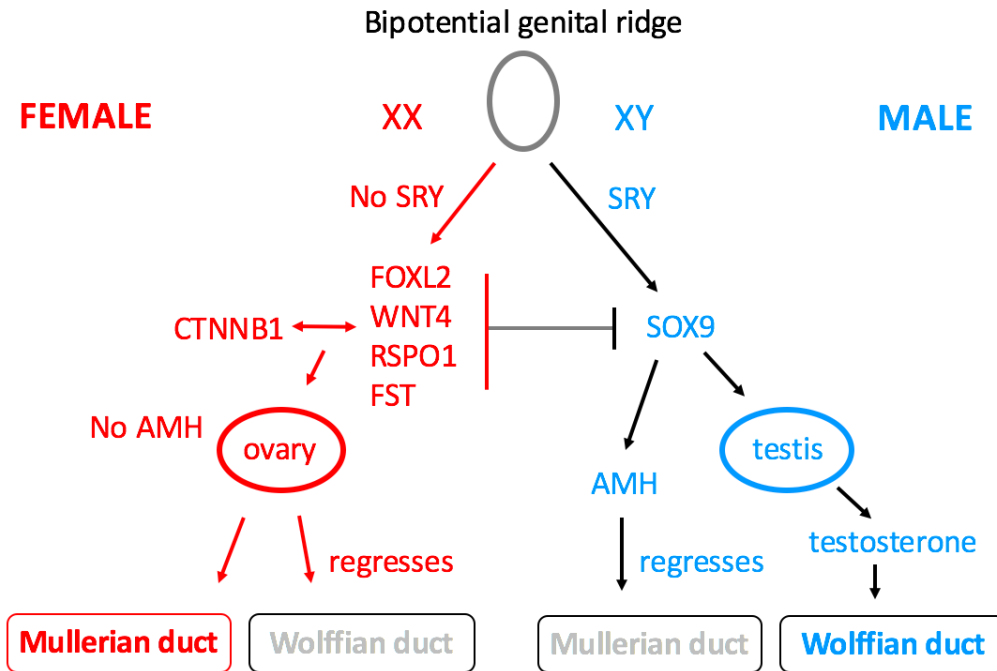 Bipotential genital ridge
FEMALE
XX
XY
MALE
No SRY
SRY
FOXL2
WNT4
RSPO1
FST
CTNNB1
SOX9
No AMH
ovary
AMH
testis
regresses
regresses
testosterone
Mullerian duct
Wolffian duct
Mullerian duct
Wolffian duct